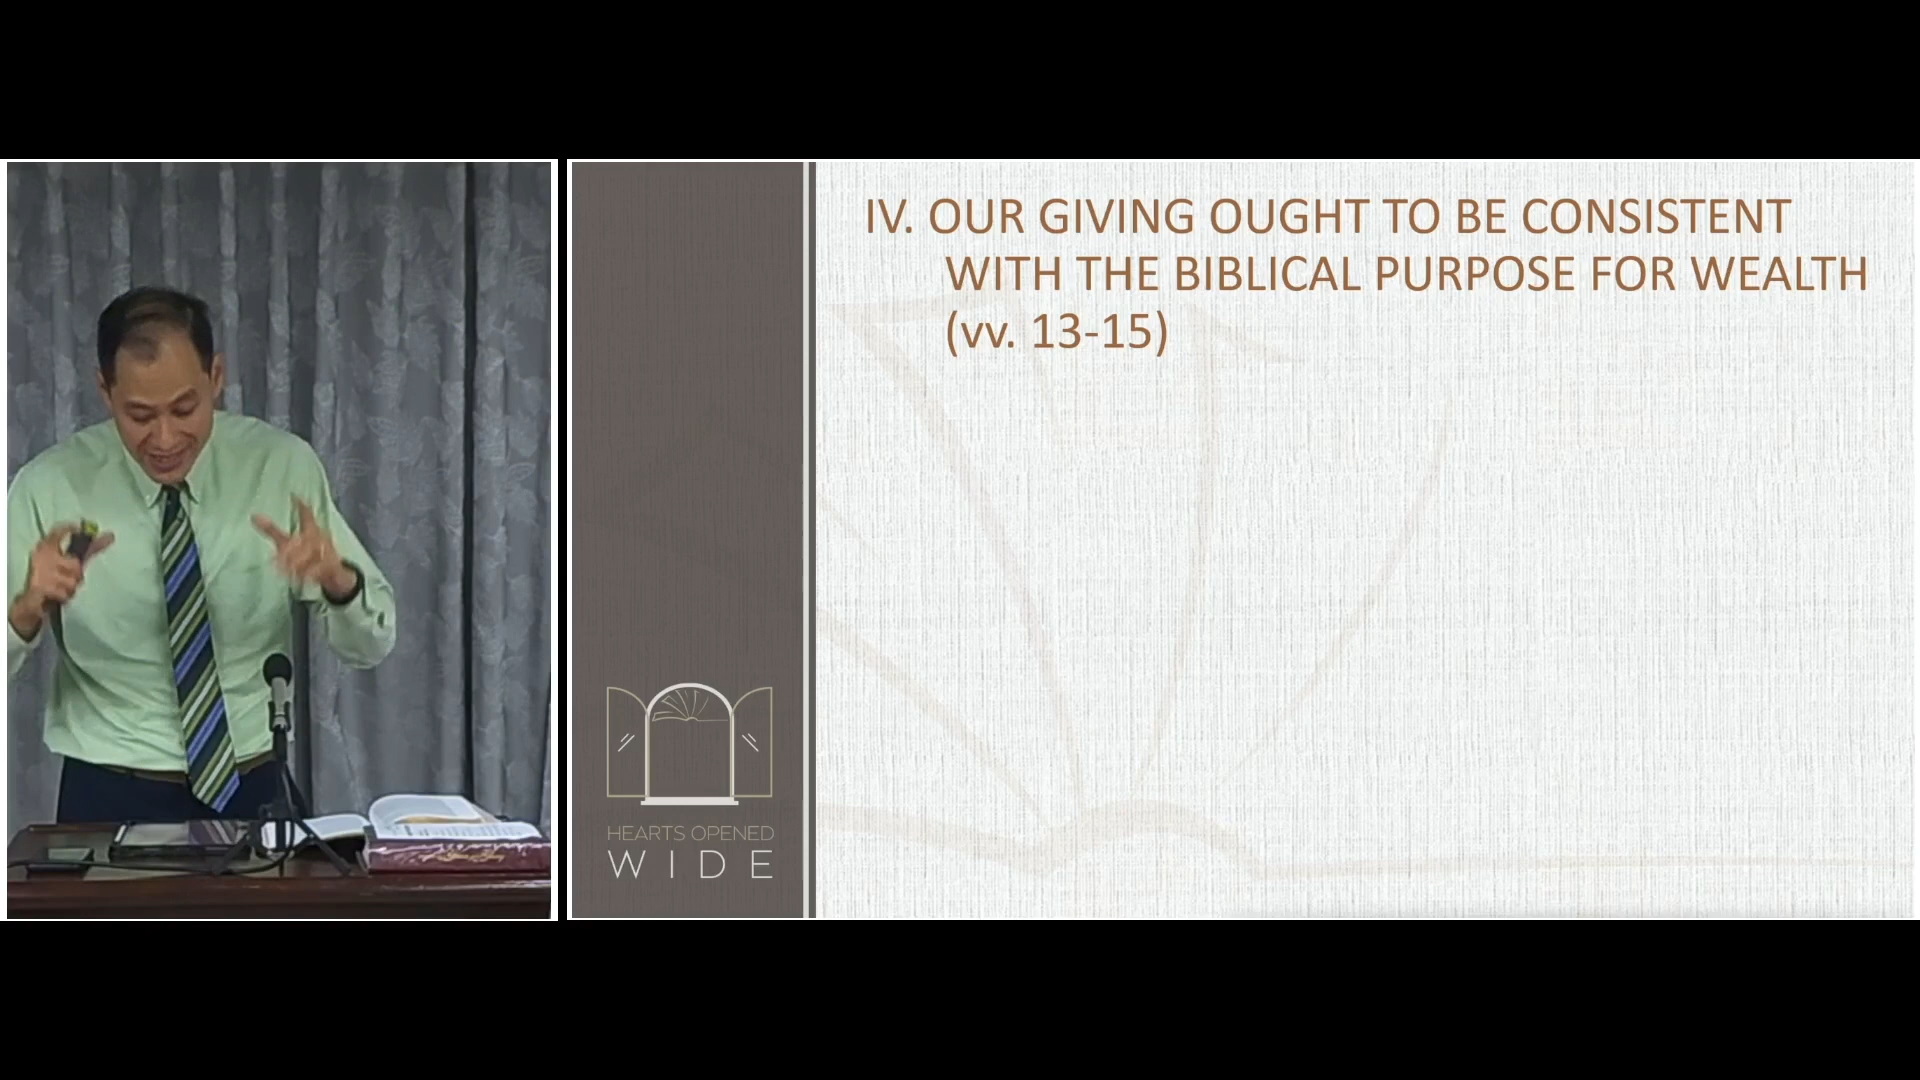 IV. OUR GIVING OUGHT TO BE CONSISTENT
WITH THE BIBLICAL PURPOSE FOR WEALTH
(vv. 13-15)
HEARTS OPENED
WIDE